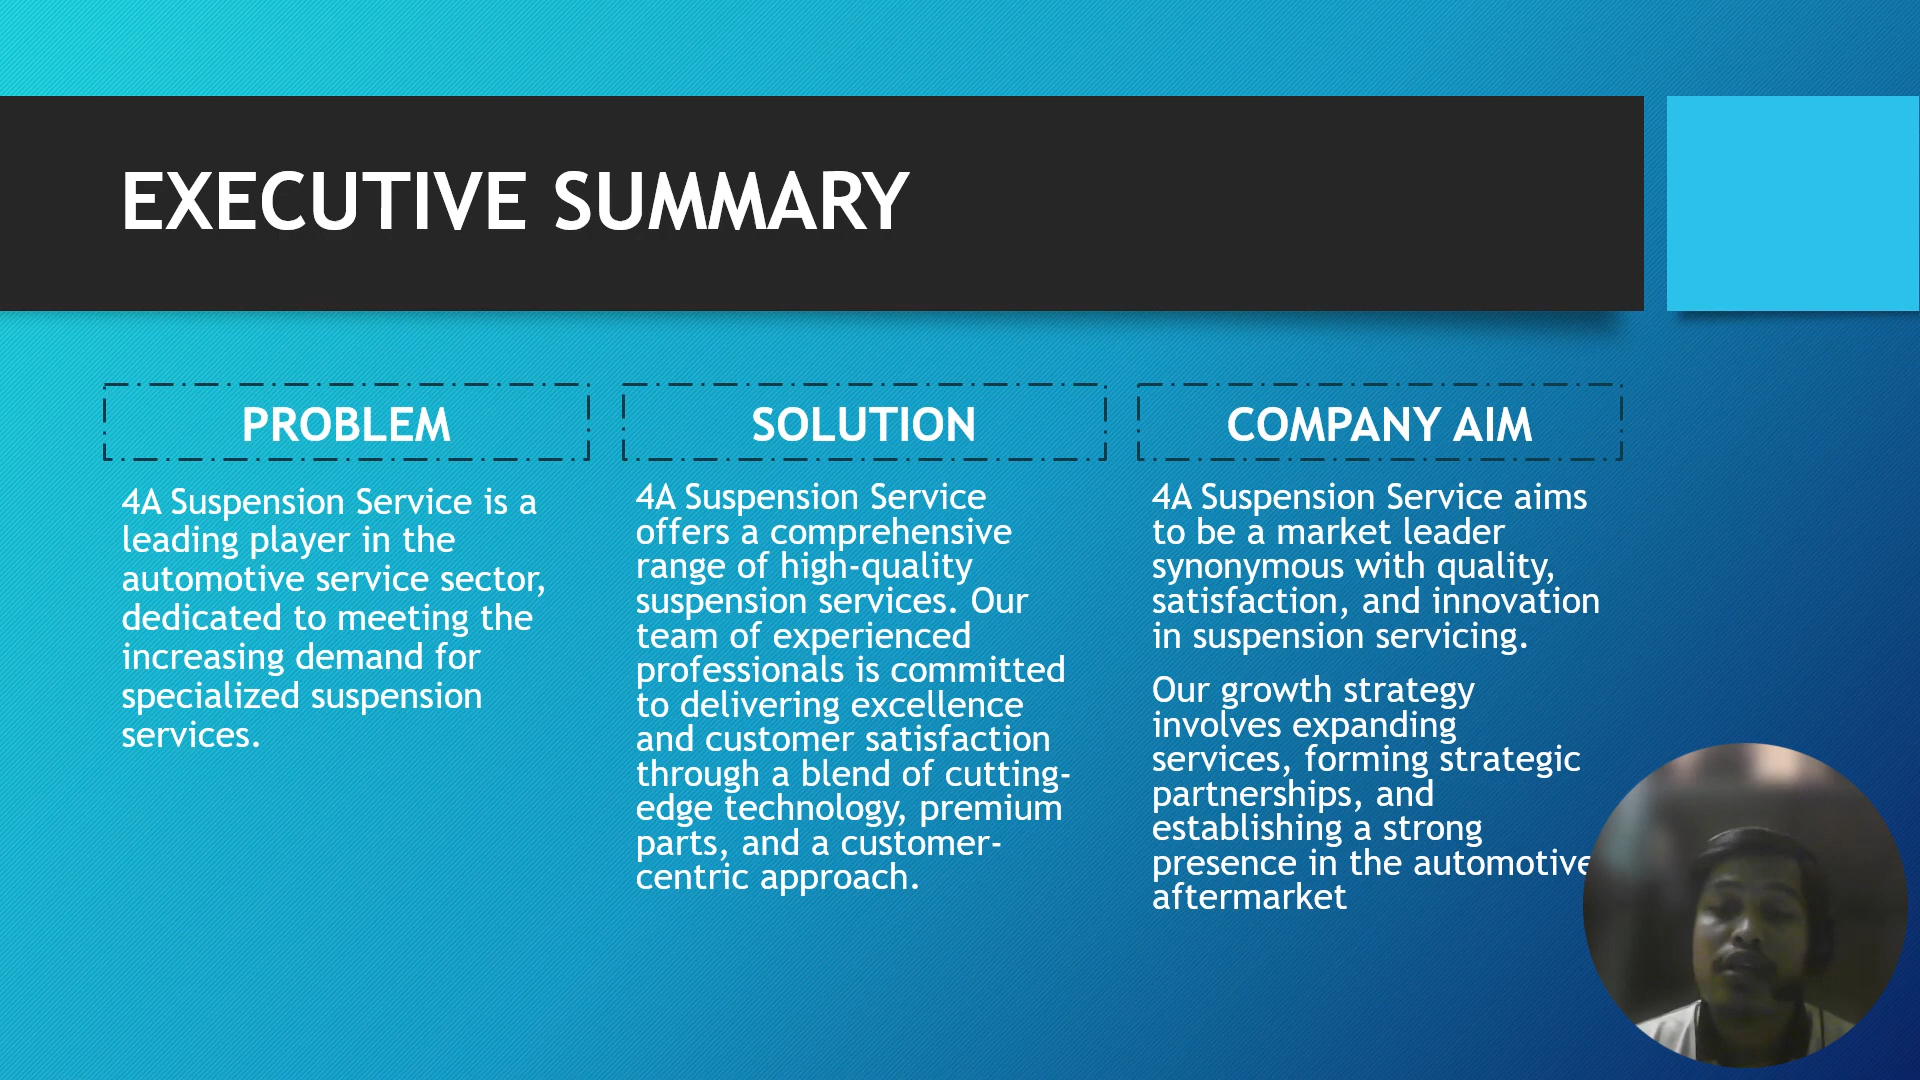 EXECUTIVE SUMMARY
PROBLEM
4A Suspension Service is a
leading player in the
automotive service sector,
dedicated to meeting the
increasing demand for
specialized suspension
services.
SOLUTION
4A Suspension Service
offers a comprehensive
range of high-quality
suspension services. Our
team of experienced
professionals is committed
to delivering excellence
and customer satisfaction
through a blend of cutting-
edge technology, premium
parts, and a customer-
centric approach.
COMPANY AIM
4A Suspension Service aims
to be a market leader
synonymous with quality,
satisfaction, and innovation
in suspension servicing.
Our growth strategy
involves expanding
services, forming strategic
partnerships, and
establishing a strong
presence in the automotive
aftermarket